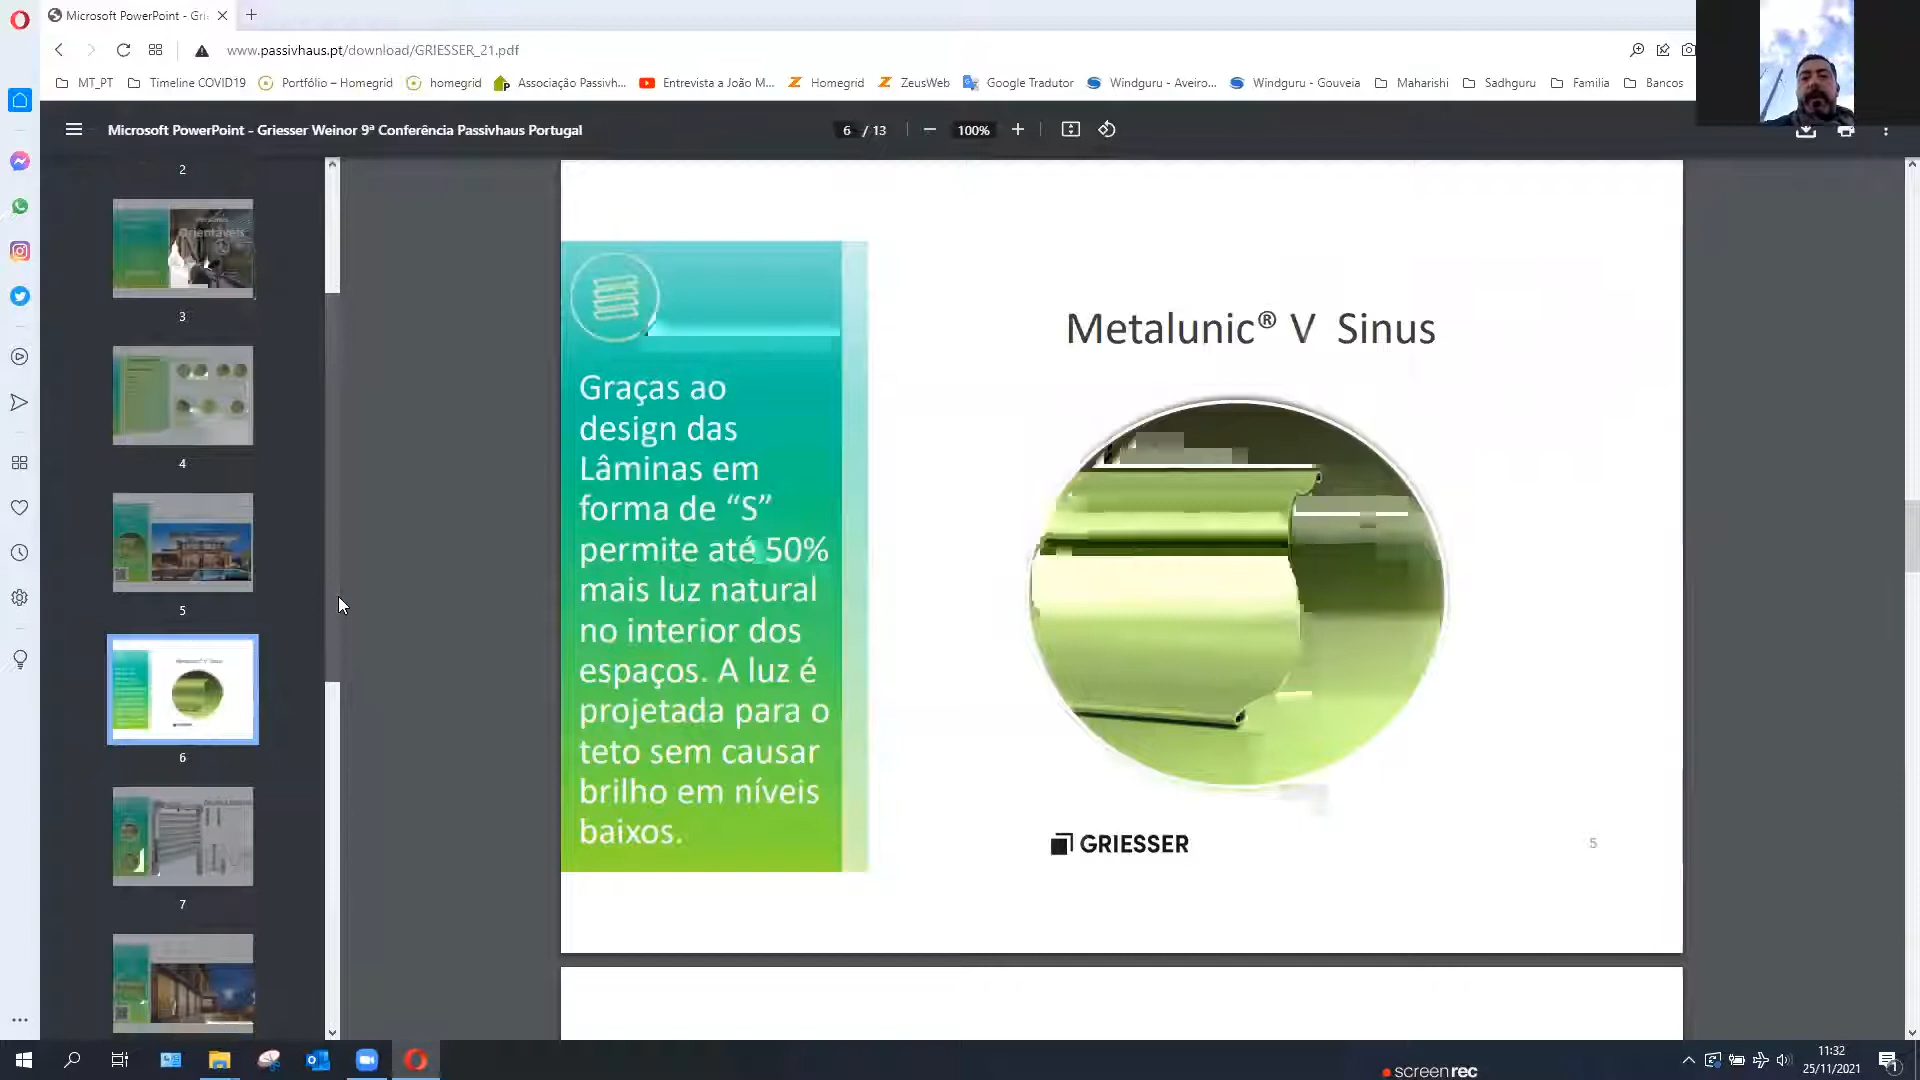 Microsoft PowerPoint - Gri
www.passivhaus.pt/download/GRIESSER_21.pdf
MT_PT
Timeline COVID19
Portfólio – Homegrid
homegrid
Associação Passivh...
Entrevista a João M...
Homegrid
ZeusWeb
Google Tradutor
Windguru - Aveiro...
Windguru - Gouveia
Maharishi
Sadhguru
Familia
Bancos
Microsoft PowerPoint - Griesser Weinor 9ª Conferência Passivhaus Portugal
6 / 13
100%
2
3
4
5
6
7
Graças ao
design das
Lâminas em
forma de “S”
permite até 50%
mais luz natural
no interior dos
espaços. A luz é
projetada para o
teto sem causar
brilho em níveis
baixos.
Metalunic® V Sinus
GRIESSER
5
screenrec
11:32
25/11/2021
1